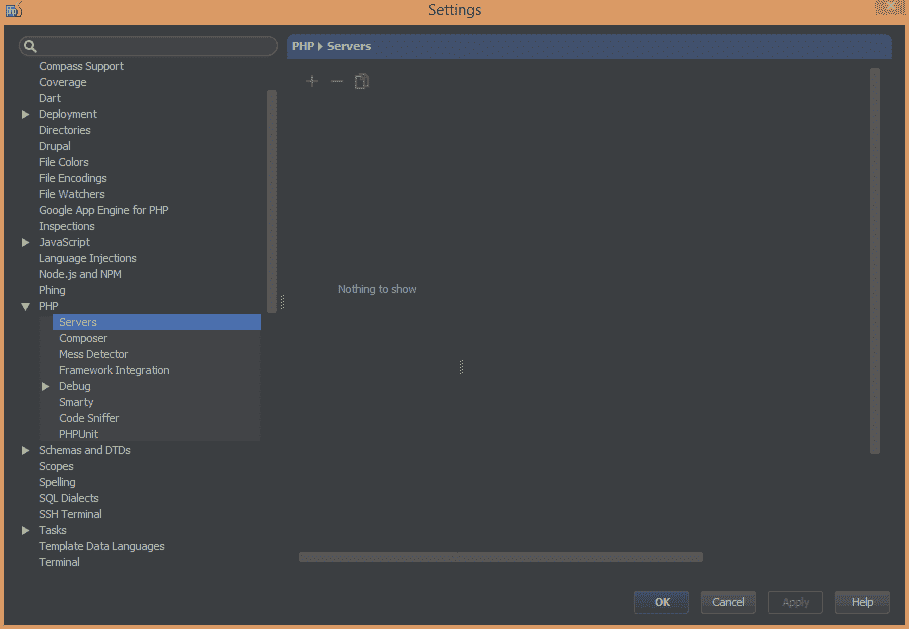 Settings
PHP Servers
Compass Support
Coverage
Dart
Deployment
Directories
Drupal
File Colors
File Encodings
File Watchers
Google App Engine for PHP
Inspections
JavaScript
Language Injections
Node.js and NPM
Phing
PHP
Servers
Composer
Mess Detector
Framework Integration
Debug
Smarty
Code Sniffer
PHPUnit
Schemas and DTDs
Scopes
Spelling
SQL Dialects
SSH Terminal
Tasks
Template Data Languages
Terminal
Nothing to show
OK Cancel Apply Help